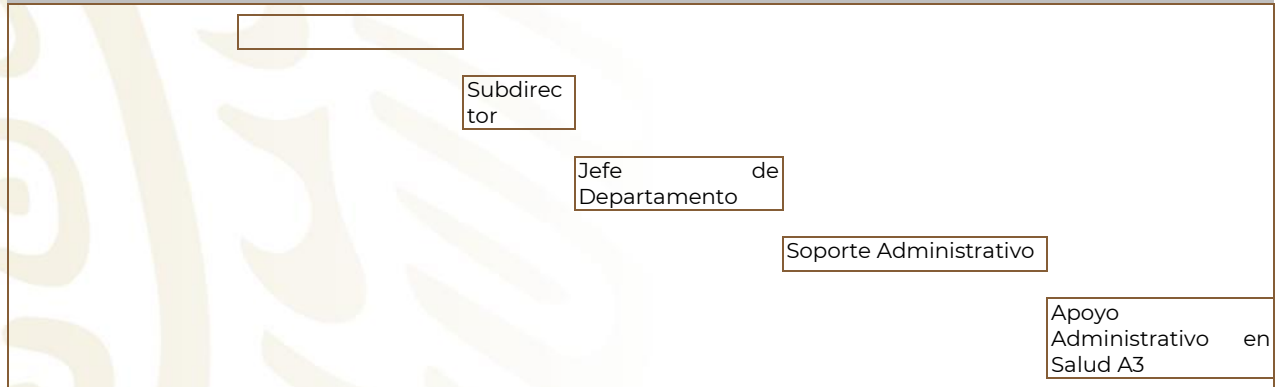 Subdirec
tor
Jefe de
Departamento
Soporte Administrativo
Apoyo
Administrativo en
Salud A3